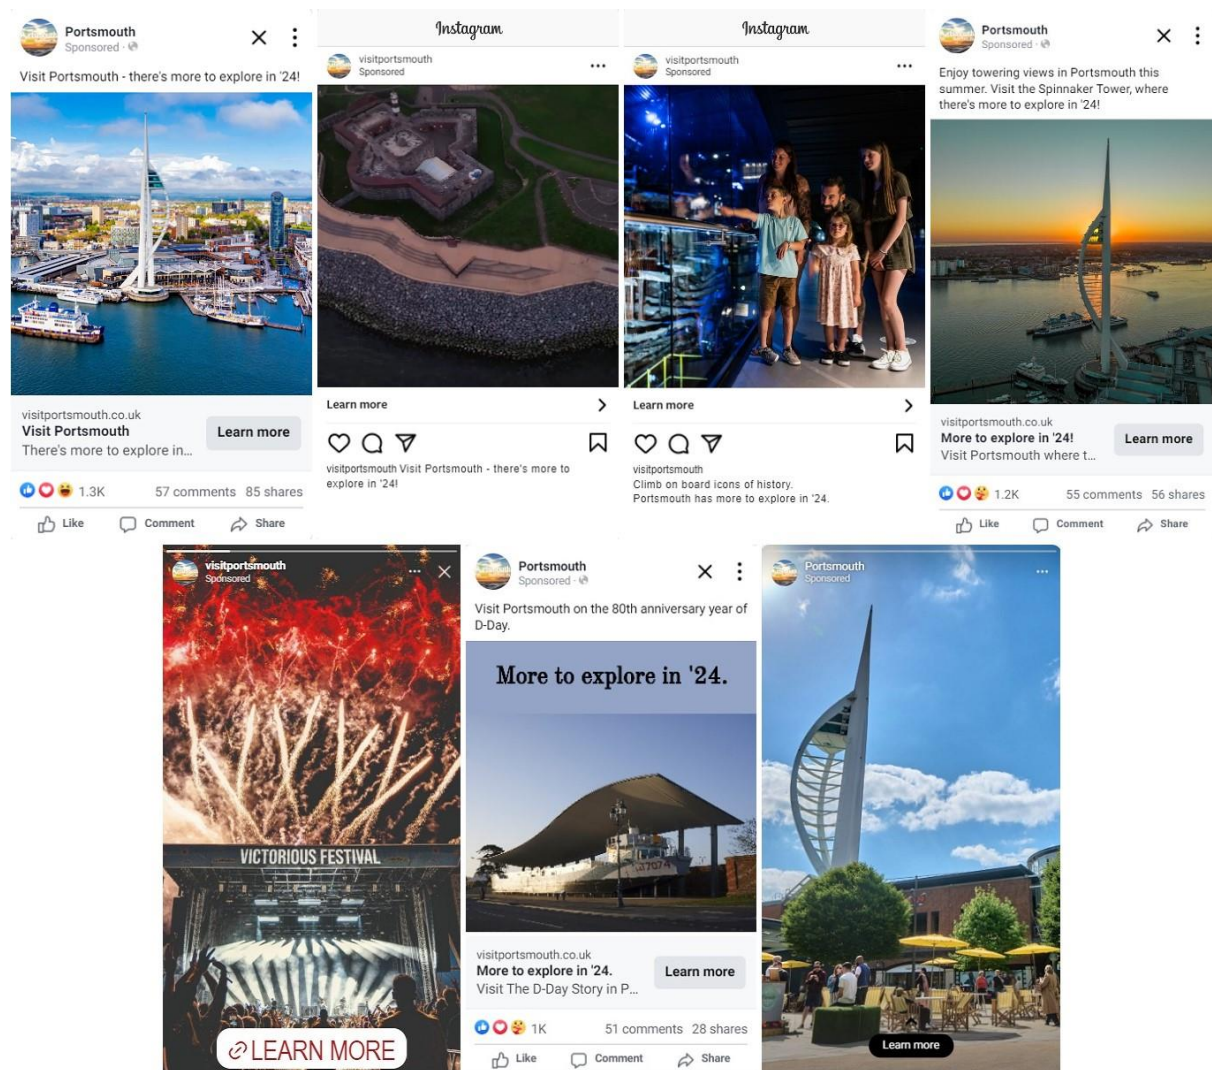 Portsmouth
Sponsored ·
Visit Portsmouth - there's more to explore in '24!
visitportsmouth.co.uk
Visit Portsmouth
There's more to explore in...
Learn more
1.3K
57 comments 85 shares
Like Comment Share
Instagram
visitportsmouth
Sponsored
Learn more
visitportsmouth Visit Portsmouth - there's more to
explore in '24!
Instagram
visitportsmouth
Sponsored
Learn more
visitportsmouth
Climb on board icons of history.
Portsmouth has more to explore in '24.
Portsmouth
Sponsored ·
Enjoy towering views in Portsmouth this
summer. Visit the Spinnaker Tower, where
there's more to explore in '24!
visitportsmouth.co.uk
More to explore in '24!
Visit Portsmouth where t...
Learn more
1.2K
55 comments 56 shares
Like Comment Share
visitportsmouth
Sponsored
VICTORIOUS FESTIVAL
LEARN MORE
Portsmouth
Sponsored ·
Visit Portsmouth on the 80th anniversary year of
D-Day.
More to explore in '24.
7074
visitportsmouth.co.uk
More to explore in '24.
Visit The D-Day Story in P...
Learn more
1K
51 comments 28 shares
Like Comment Share
Portsmouth
Sponsored
Learn more